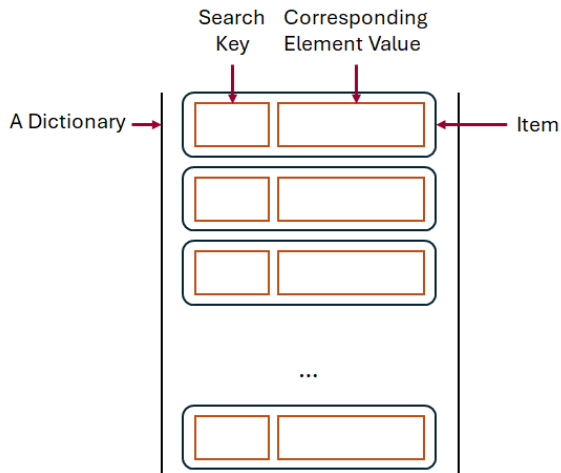 Search
Key
Corresponding
Element Value
A Dictionary
Item
...